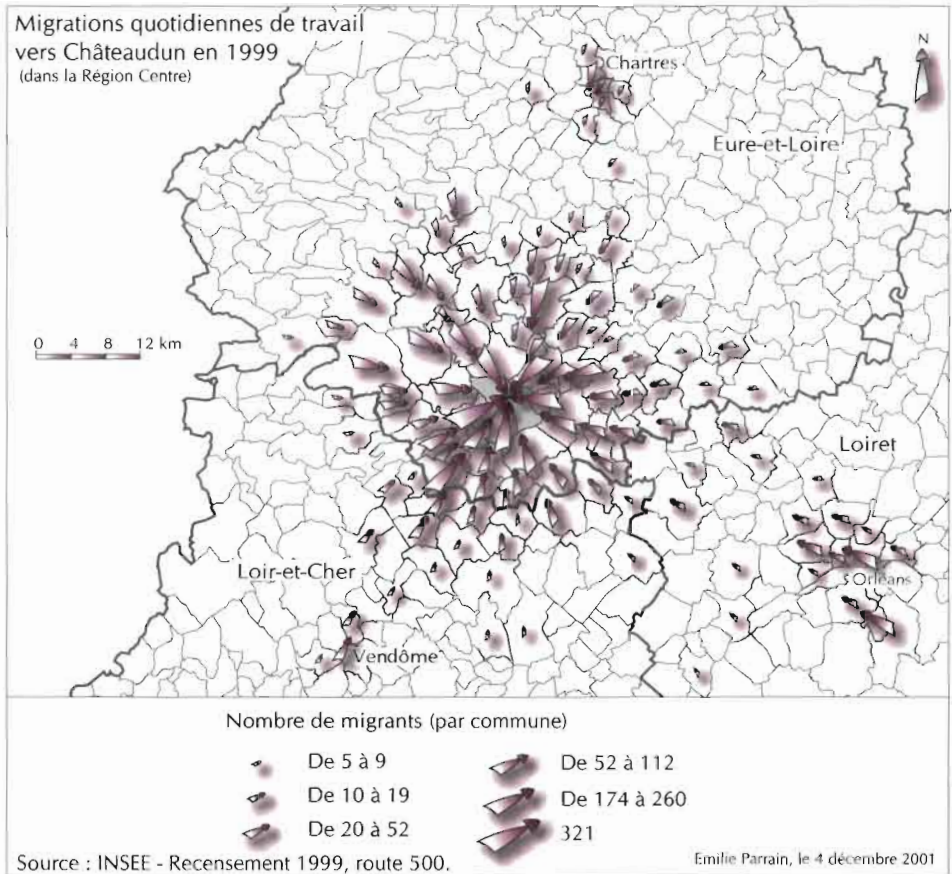 Migrations quotidiennes de travail
vers Châteaudun en 1999
(dans la Région Centre)
N
Chartres
Eure-et-Loire
0 4 8 12 km
Loiret
Orléans
Loir-et-Cher
Vendôme
Nombre de migrants (par commune)
De 5 à 9
De 10 à 19
De 20 à 52
De 52 à 112
De 174 à 260
321
Source : INSEE - Recensement 1999, route 500.
Emilie Parrain, le 4 décembre 2001